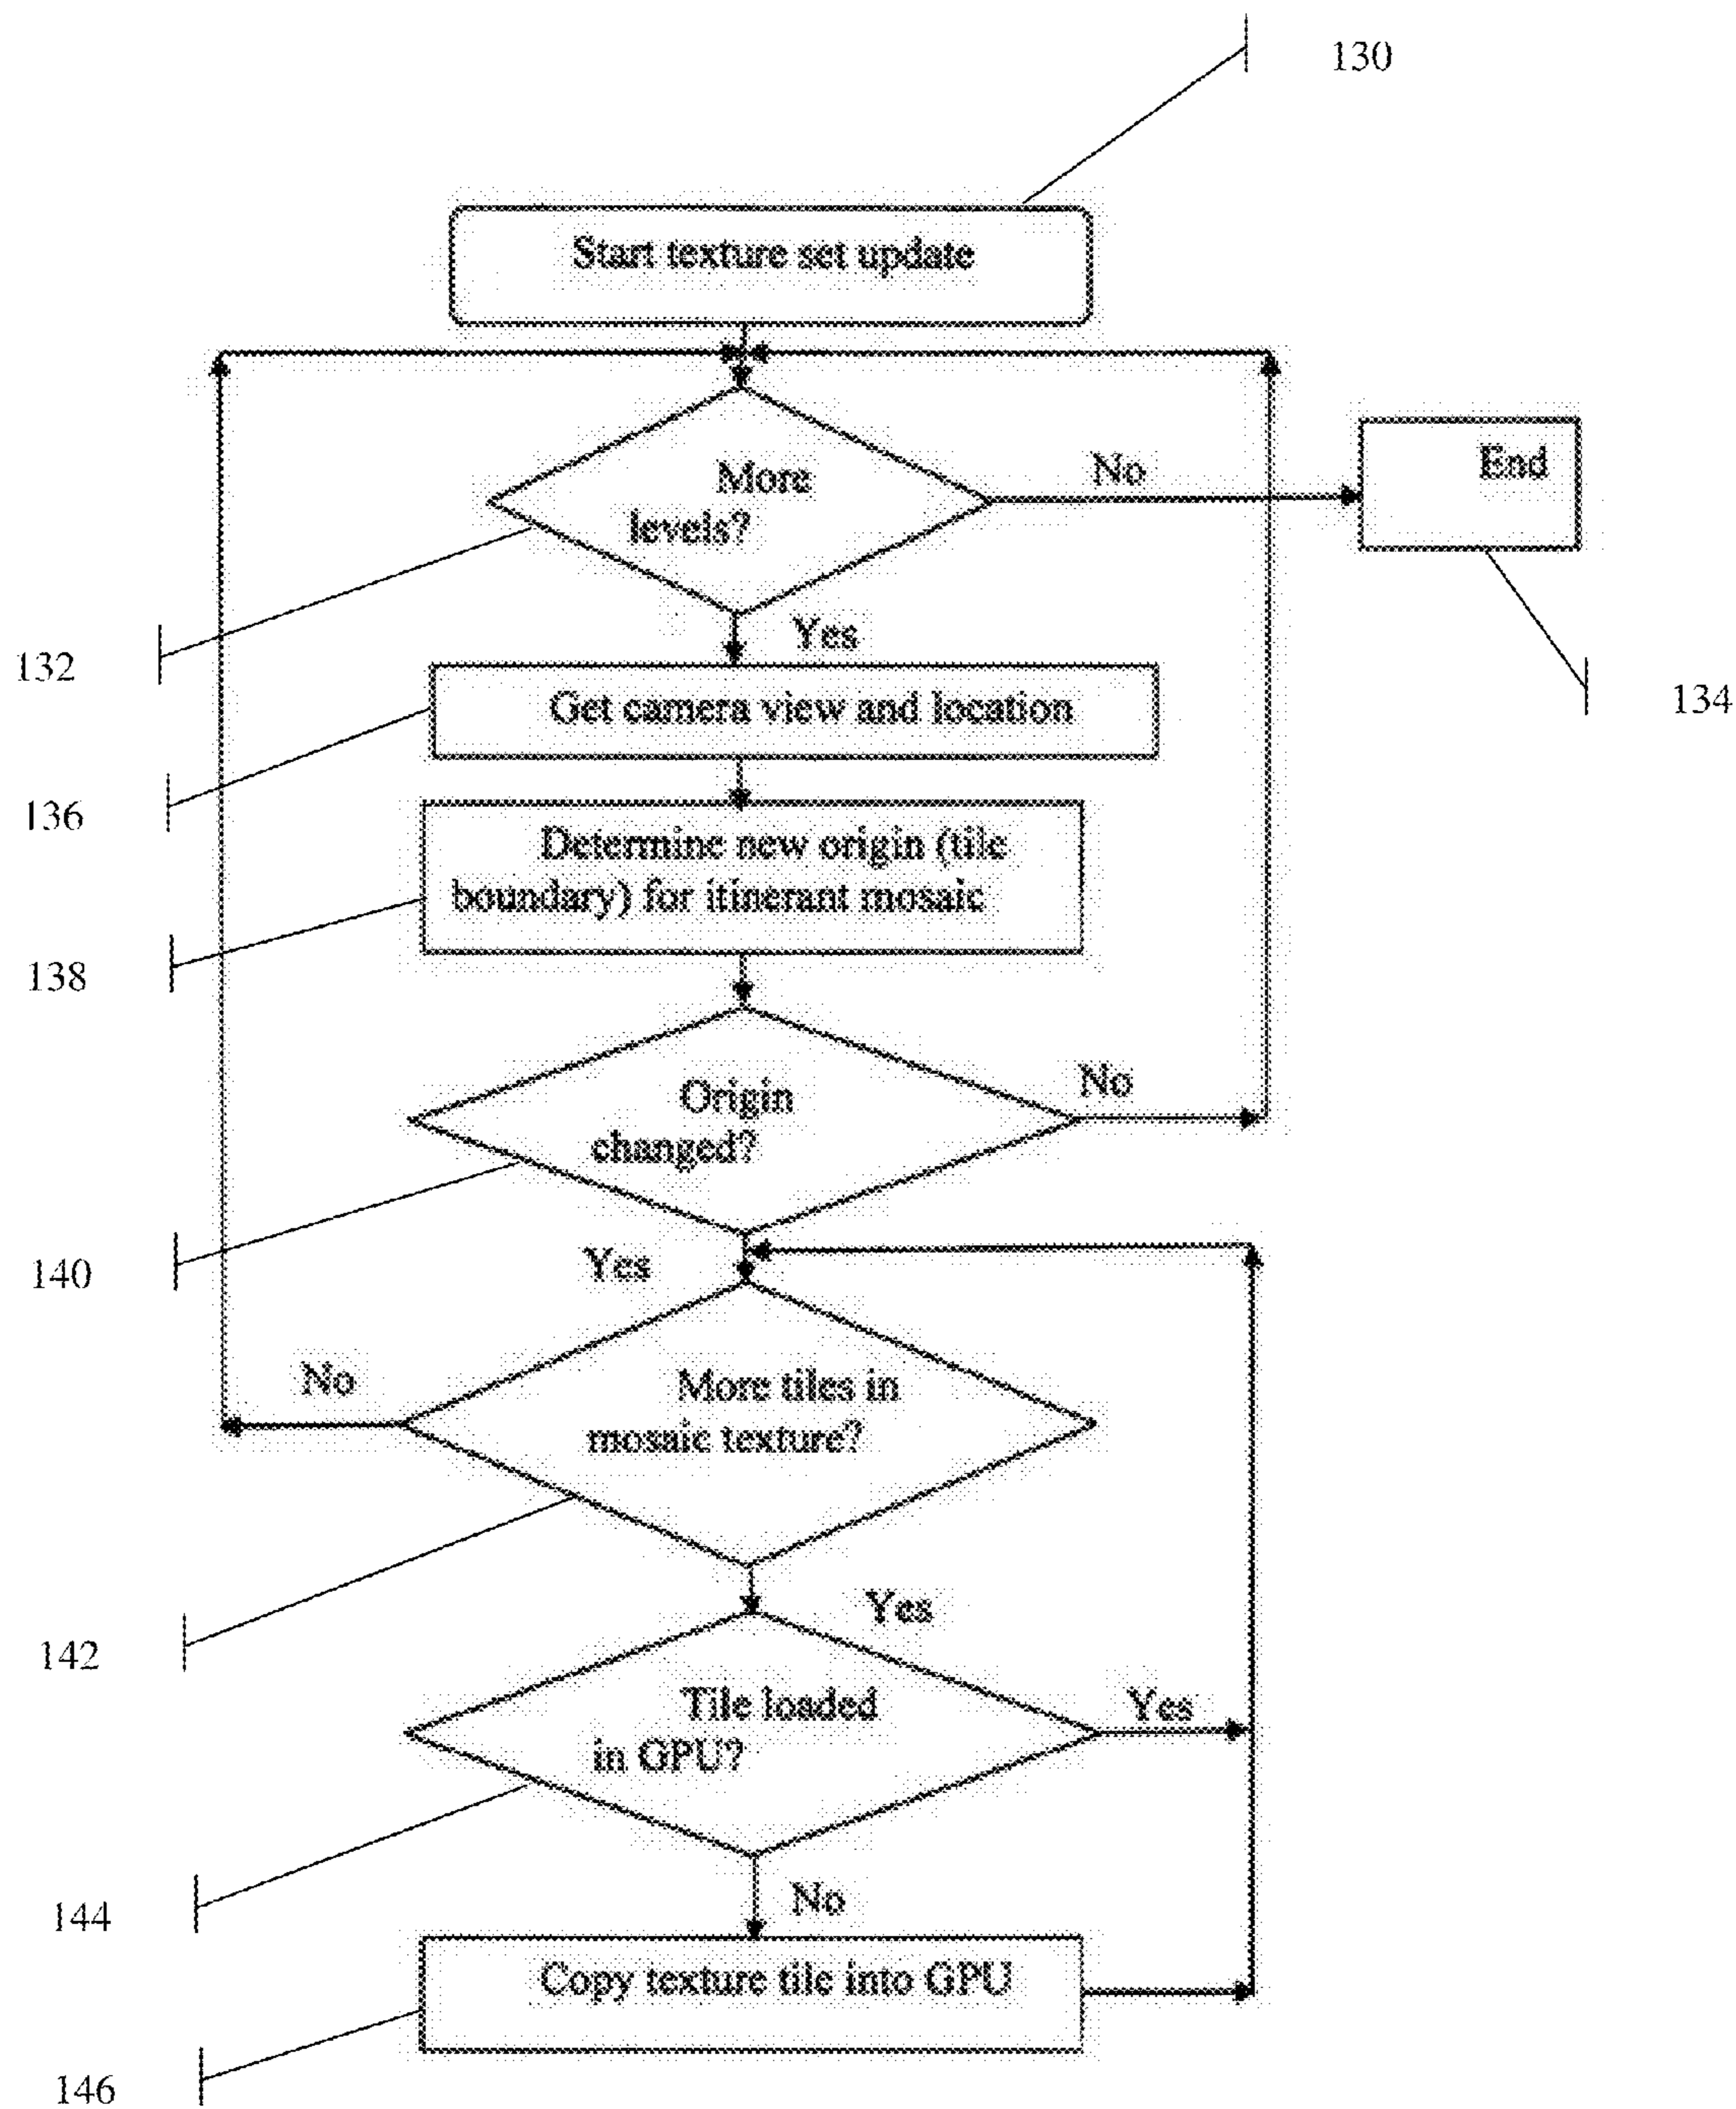 130
Start texture set update
More
levels?
No
End
Yes
132
134
Get camera view and location
136
Determine new origin (tile
boundary) for itinerant mosaic
138
Origin
changed?
No
140
Yes
More tiles in
mosaic texture?
No
142
Yes
Tile loaded
in GPU?
Yes
144
No
Copy texture tile into GPU
146